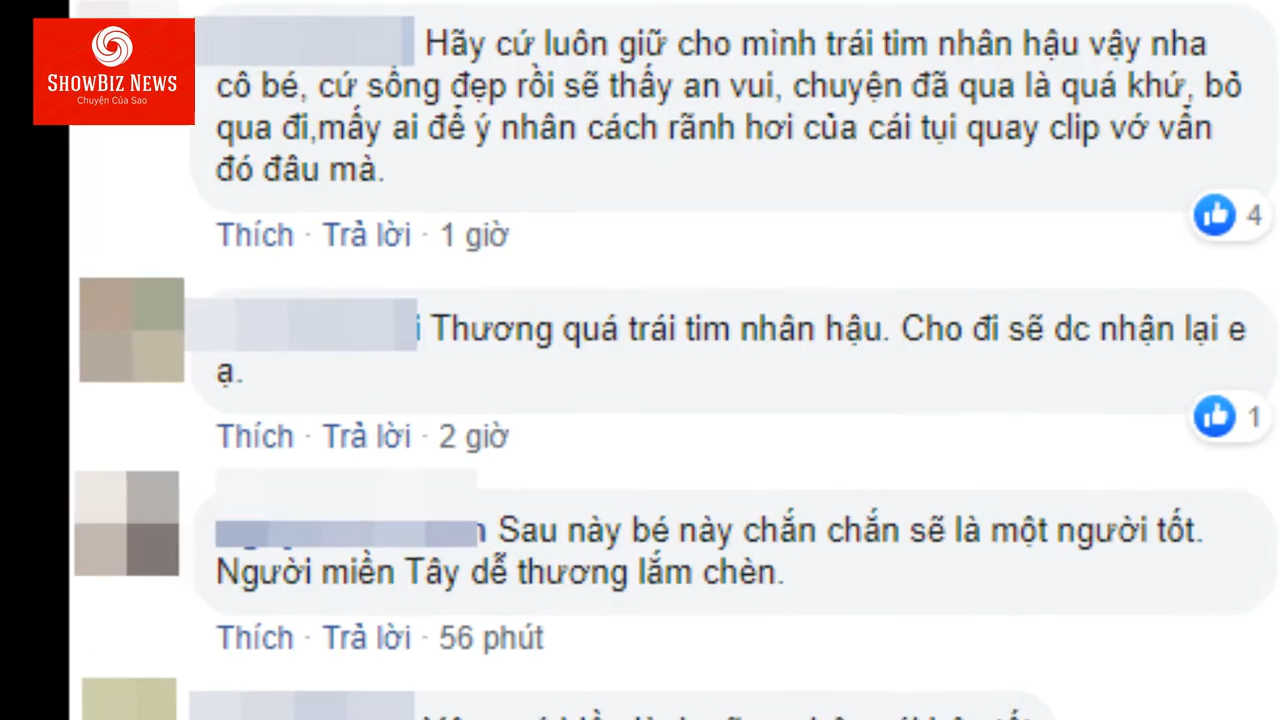 SHOWBIZ NEWS
Chuyện Của Sao
Hãy cứ luôn giữ cho mình trái tim nhân hậu vậy nha
cô bé, cứ sống đẹp rồi sẽ thấy an vui, chuyện đã qua là quá khứ, bỏ
qua đi,mấy ai để ý nhân cách rãnh hơi của cái tụi quay clip vớ vẩn
đó đâu mà.
4
Thích · Trả lời · 1 giờ
i Thương quá trái tim nhân hậu. Cho đi sẽ dc nhận lại e
ạ.
1
Thích · Trả lời · 2 giờ
Sau này bé này chắn chắn sẽ là một người tốt.
Người miền Tây dễ thương lắm chèn.
Thích · Trả lời · 56 phút